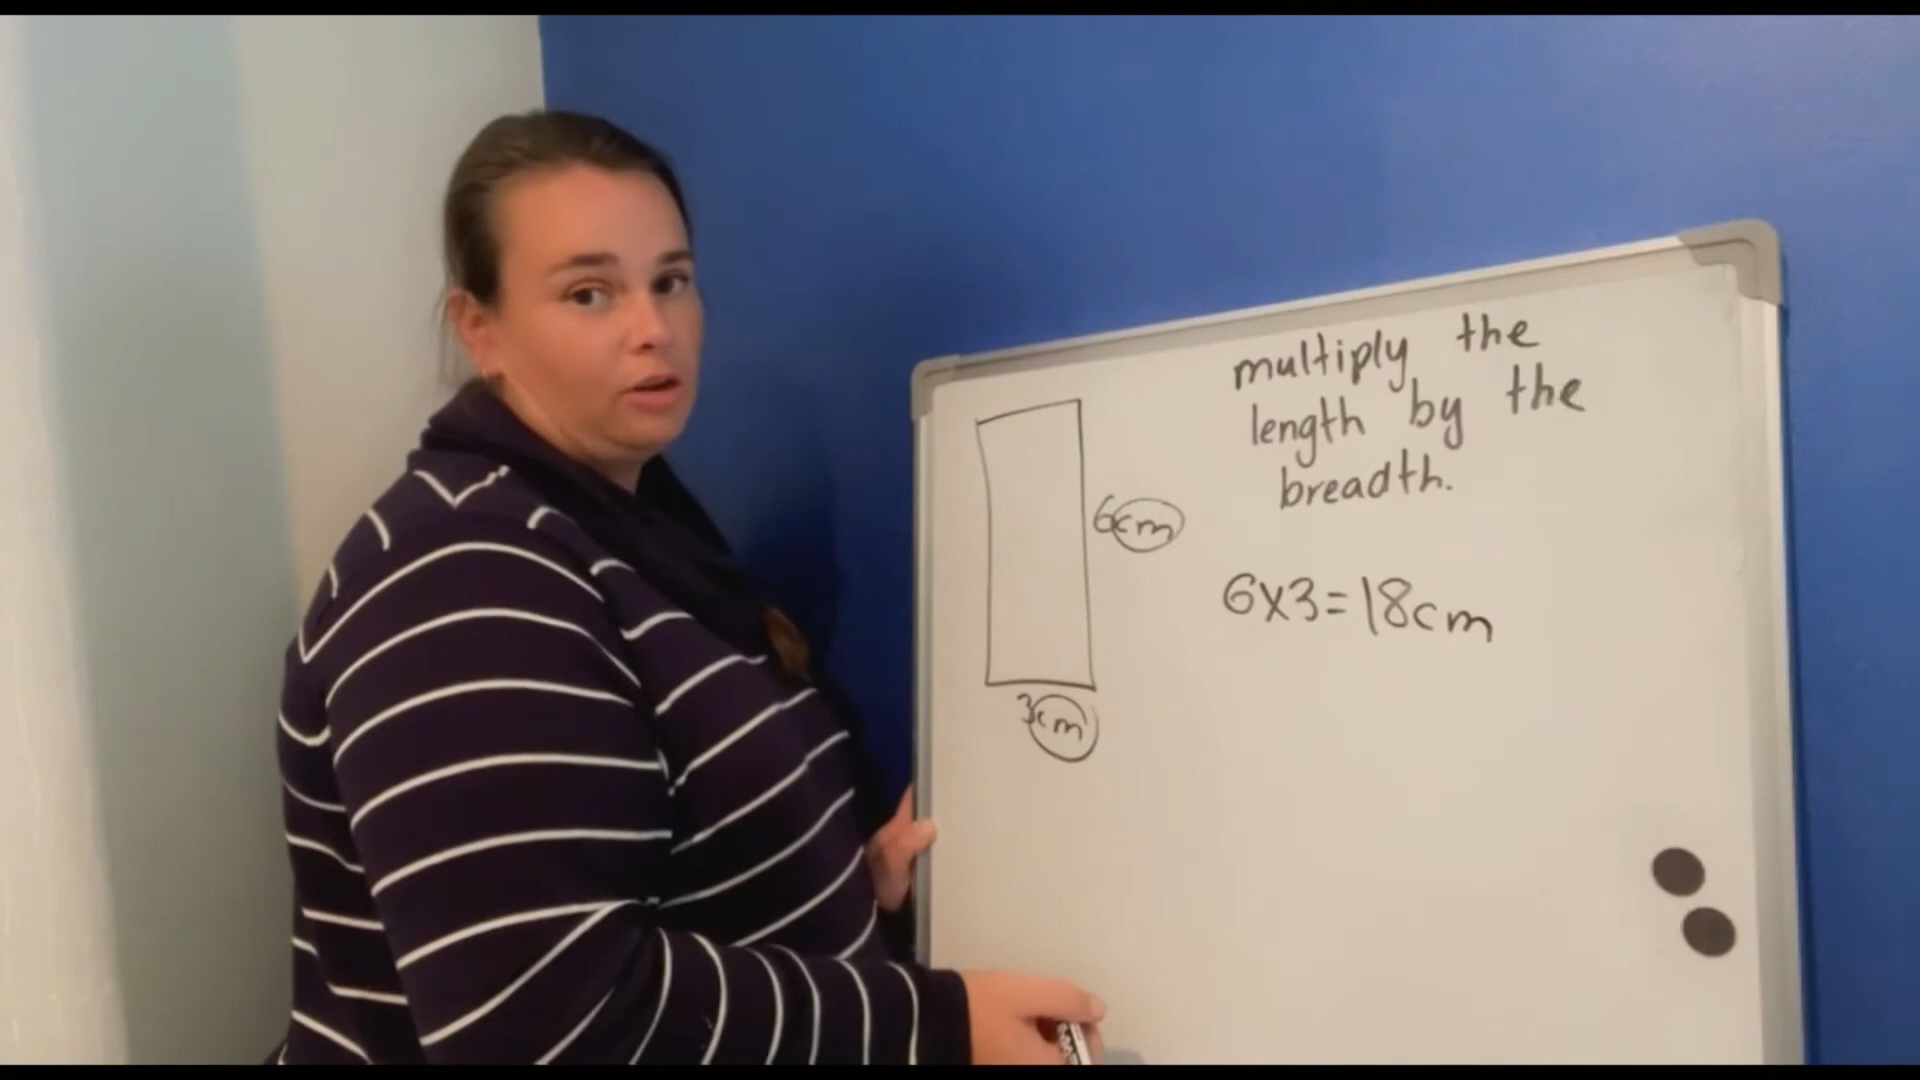 multiply the
length by the
breadth.
6cm
6x3=18cm
3cm